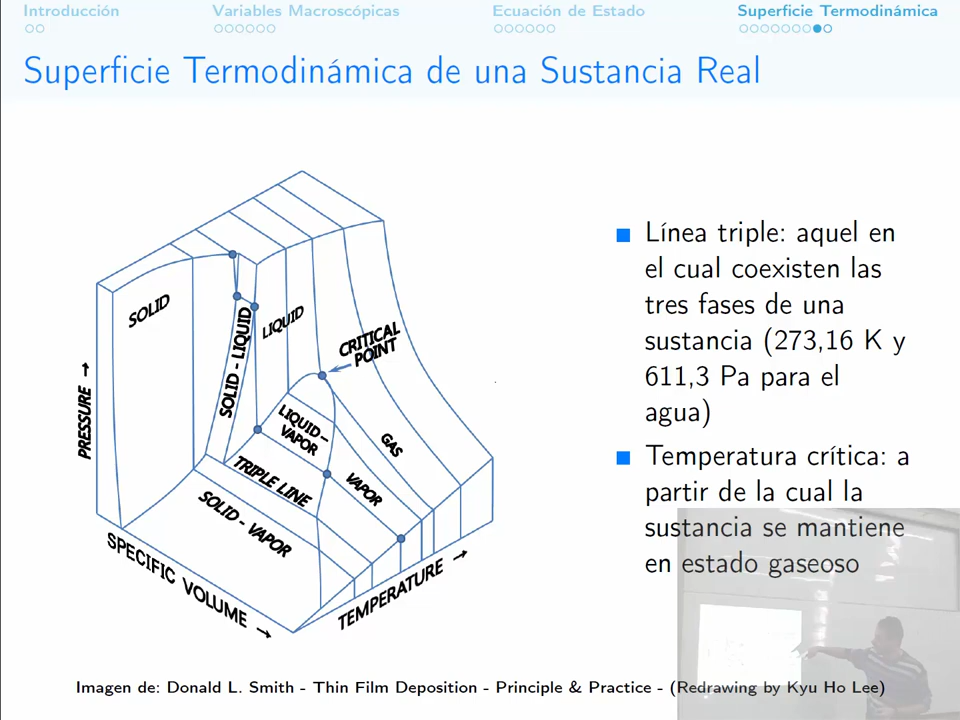 Introducción Variables Macroscópicas Ecuación de Estado Superficie Termodinámica
Superficie Termodinámica de una Sustancia Real
SOLID
SOLID - LIQUID
LIQUID
CRITICAL
POINT
PRESSURE →
LIQUID-
VAPOR
GAS
TRIPLE LINE
VAPOR
SOLID - VAPOR
SPECIFIC VOLUME →
TEMPERATURE →
Línea triple: aquel en
el cual coexisten las
tres fases de una
sustancia (273,16 K y
611,3 Pa para el
agua)
Temperatura crítica: a
partir de la cual la
sustancia se mantiene
en estado gaseoso
Imagen de: Donald L. Smith - Thin Film Deposition - Principle & Practice - (Redrawing by Kyu Ho Lee)